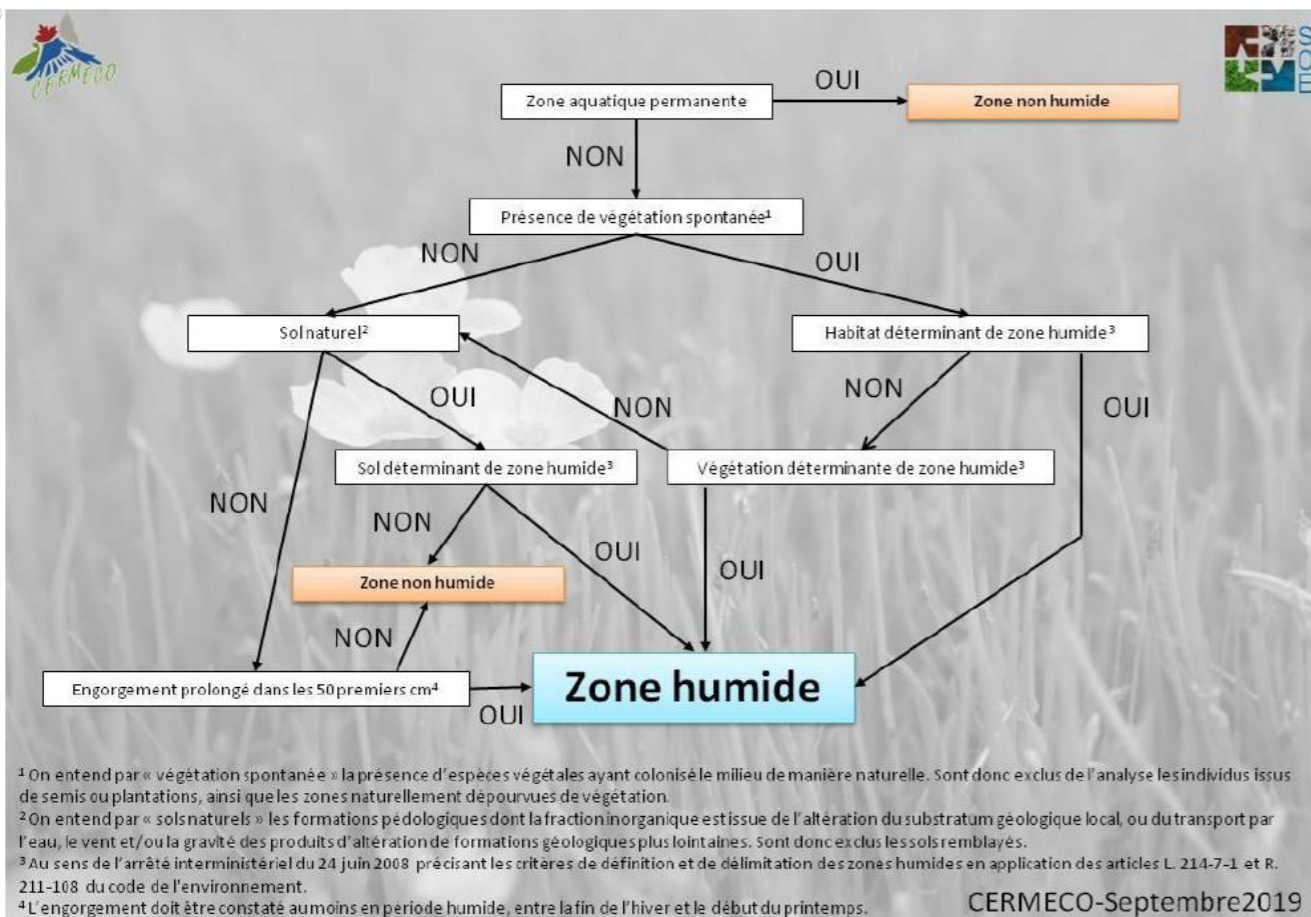 CERMECO
SOE
Zone aquatique permanente
OUI
Zone non humide
NON
Présence de végétation spontanée¹
NON
OUI
Sol naturel²
Habitat déterminant de zone humide³
OUI
NON
NON
OUI
Sol déterminant de zone humide³
Végétation déterminante de zone humide³
NON
NON
OUI
OUI
Zone non humide
NON
Engorgement prolongé dans les 50 premiers cm⁴
OUI
Zone humide
¹ On entend par « végétation spontanée » la présence d'espèces végétales ayant colonisé le milieu de manière naturelle. Sont donc exclus de l'analyse les individus issus
de semis ou plantations, ainsi que les zones naturellement dépourvues de végétation.
² On entend par « sols naturels » les formations pédologiques dont la fraction inorganique est issue de l'altération du substratum géologique local, ou du transport par
l'eau, le vent et/ou la gravité des produits d'altération de formations géologiques plus lointaines. Sont donc exclus les sols remblayés.
³ Au sens de l'arrêté interministériel du 24 juin 2008 précisant les critères de définition et de délimitation des zones humides en application des articles L. 214-7-1 et R.
211-108 du code de l'environnement.
⁴ L'engorgement doit être constaté au moins en période humide, entre la fin de l'hiver et le début du printemps.
CERMECO-Septembre2019